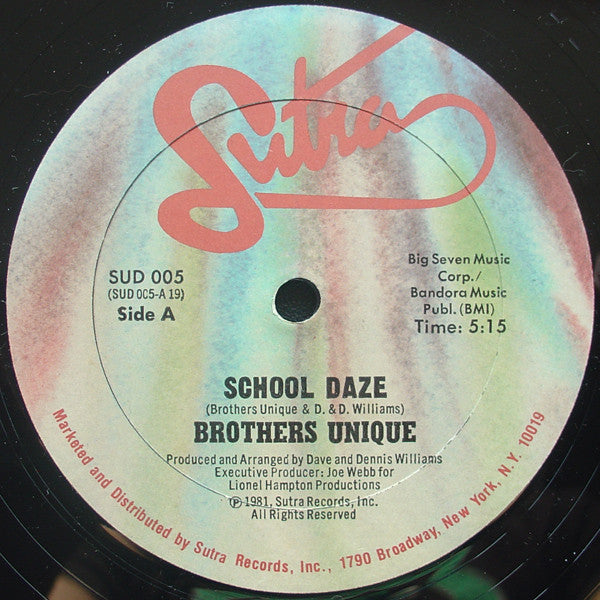 Sutra
SUD 005
(SUD 005-A 19)
Side A
Big Seven Music
Corp./
Bandora Music
Publ. (BMI)
Time: 5:15
SCHOOL DAZE
(Brothers Unique & D. & D. Williams)
BROTHERS UNIQUE
Produced and Arranged by Dave and Dennis Williams
Executive Producer: Joe Webb for
Lionel Hampton Productions
℗ 1981, Sutra Records, Inc.
All Rights Reserved
Marketed and Distributed by Sutra Records, Inc., 1790 Broadway, New York, N.Y. 10019